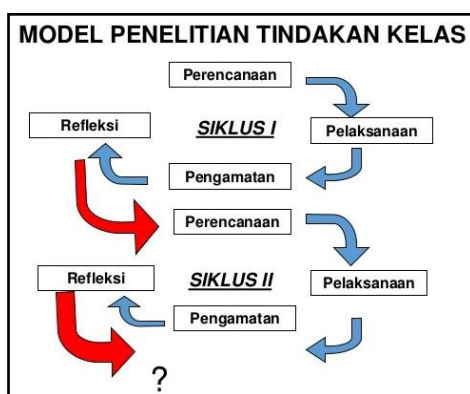 MODEL PENELITIAN TINDAKAN KELAS
Perencanaan
Refleksi
SIKLUS I
Pelaksanaan
Pengamatan
Perencanaan
Refleksi
SIKLUS II
Pelaksanaan
Pengamatan
?